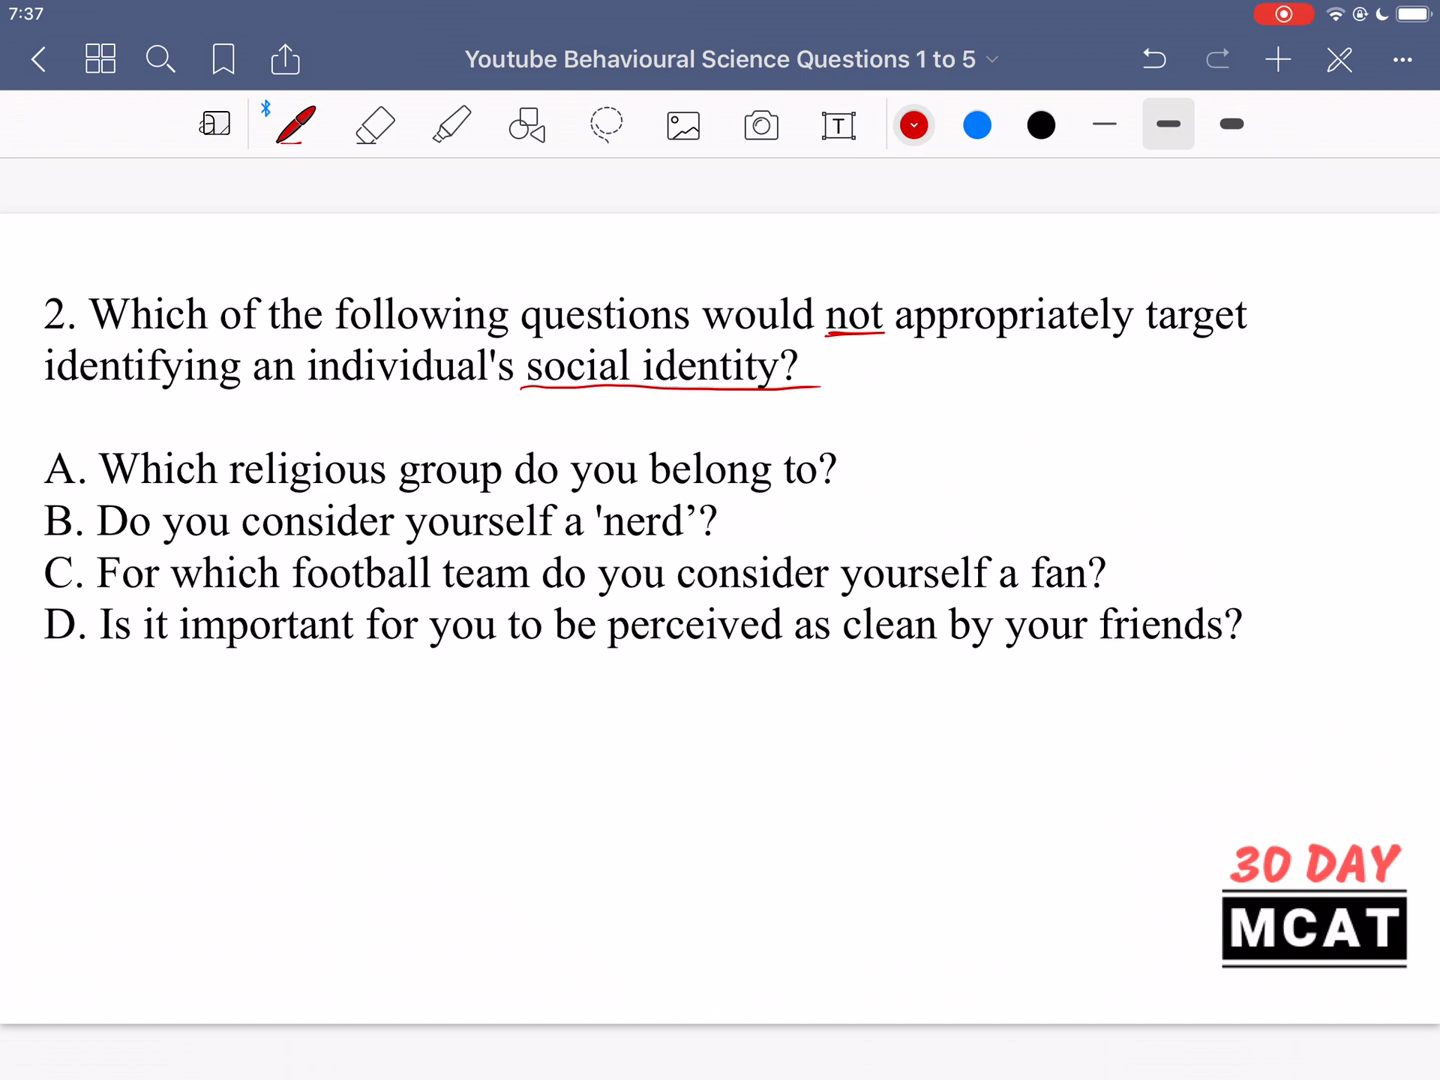 7:37
Youtube Behavioural Science Questions 1 to 5
T
2. Which of the following questions would not appropriately target
identifying an individual's social identity?
A. Which religious group do you belong to?
B. Do you consider yourself a 'nerd’?
C. For which football team do you consider yourself a fan?
D. Is it important for you to be perceived as clean by your friends?
30 DAY
MCAT